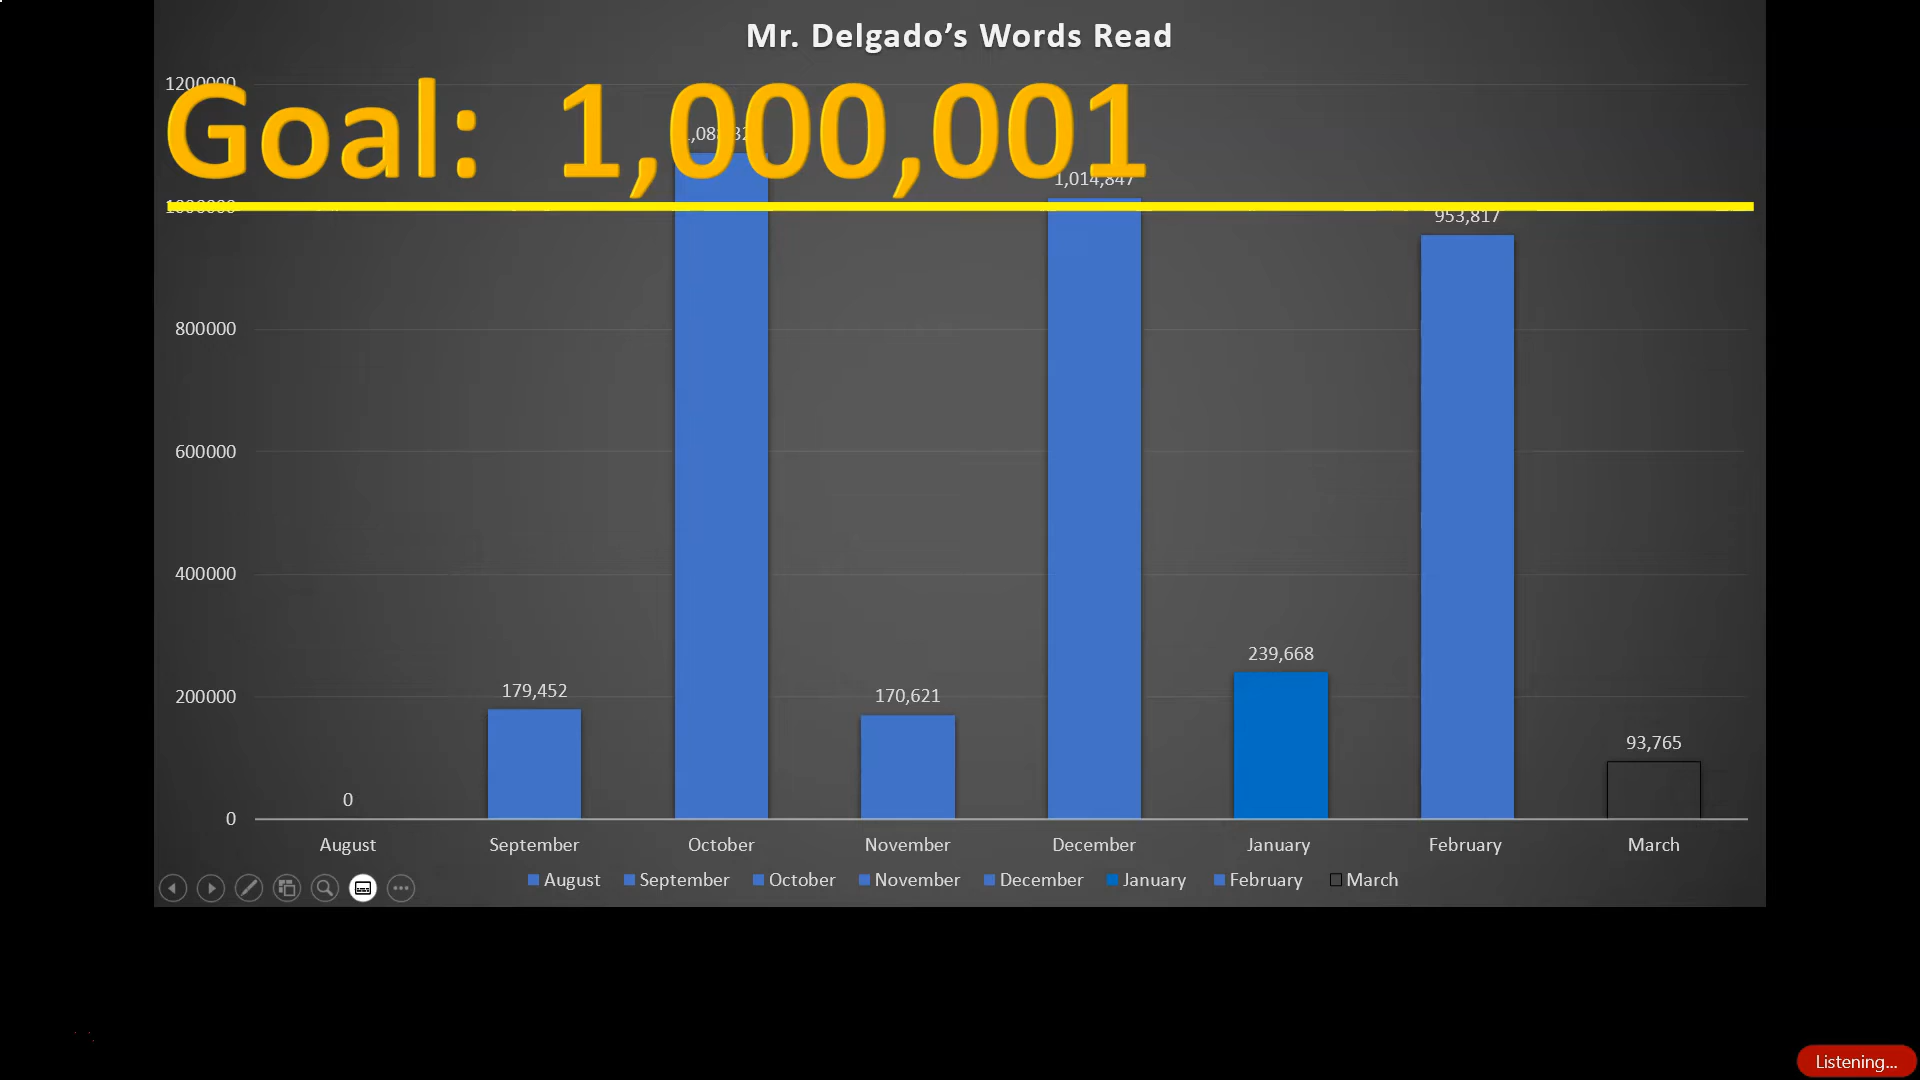 Mr. Delgado’s Words Read
1200000
Goal: 1,000,001
1,014,847
1000000
953,817
800000
600000
400000
239,668
200000
179,452
170,621
93,765
0
0
August September October November December January February March
August September October November December January February March
Listening...